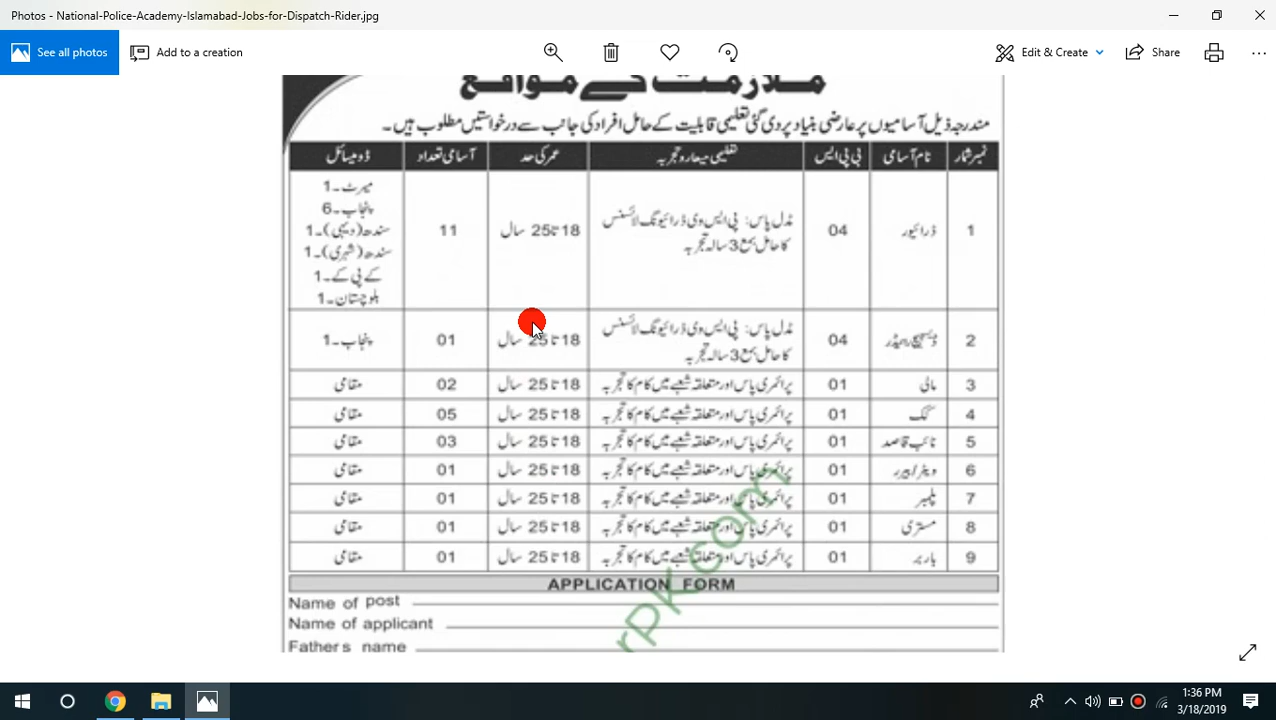 Photos - National-Police-Academy-Islamabad-Jobs-for-Dispatch-Rider.jpg
See all photos
Add to a creation
Edit & Create
Share
ملازمت کے مواقع
مندرجہ ذیل آسامیوں پر عارضی بنیاد پر دی گئی تعلیمی قابلیت کے حامل افراد کی جانب سے درخواستیں مطلوب ہیں۔
نمبر شمار نام آسامی بی پی ایس تعلیمی معیار و تجربہ عمر کی حد آسامی تعداد ڈومیسائل
1 ڈرائیور 04 مڈل پاس: پی ایس وی ڈرائیونگ لائسنس کا حامل بمع 3 سالہ تجربہ 18 تا 25 سال 11
میرٹ۔1
پنجاب۔6
سندھ (دیہی)۔1
سندھ (شہری)۔1
کے پی کے۔1
بلوچستان۔1
2 ڈسپیچ رائیڈر 04 مڈل پاس: پی ایس وی ڈرائیونگ لائسنس کا حامل بمع 3 سالہ تجربہ 18 تا 25 سال 01 پنجاب۔1
3 مالی 01 پرائمری پاس اور متعلقہ شعبے میں کام کا تجربہ 18 تا 25 سال 02 مقامی
4 کک 01 پرائمری پاس اور متعلقہ شعبے میں کام کا تجربہ 18 تا 25 سال 05 مقامی
5 نائب قاصد 01 پرائمری پاس اور متعلقہ شعبے میں کام کا تجربہ 18 تا 25 سال 03 مقامی
6 ویٹر/بیرر 01 پرائمری پاس اور متعلقہ شعبے میں کام کا تجربہ 18 تا 25 سال 01 مقامی
7 پلمبر 01 پرائمری پاس اور متعلقہ شعبے میں کام کا تجربہ 18 تا 25 سال 01 مقامی
8 مستری 01 پرائمری پاس اور متعلقہ شعبے میں کام کا تجربہ 18 تا 25 سال 01 مقامی
9 باربر 01 پرائمری پاس اور متعلقہ شعبے میں کام کا تجربہ 18 تا 25 سال 01 مقامی
rPK.com
APPLICATION FORM
Name of post
Name of applicant
Father's name
1:36 PM
3/18/2019